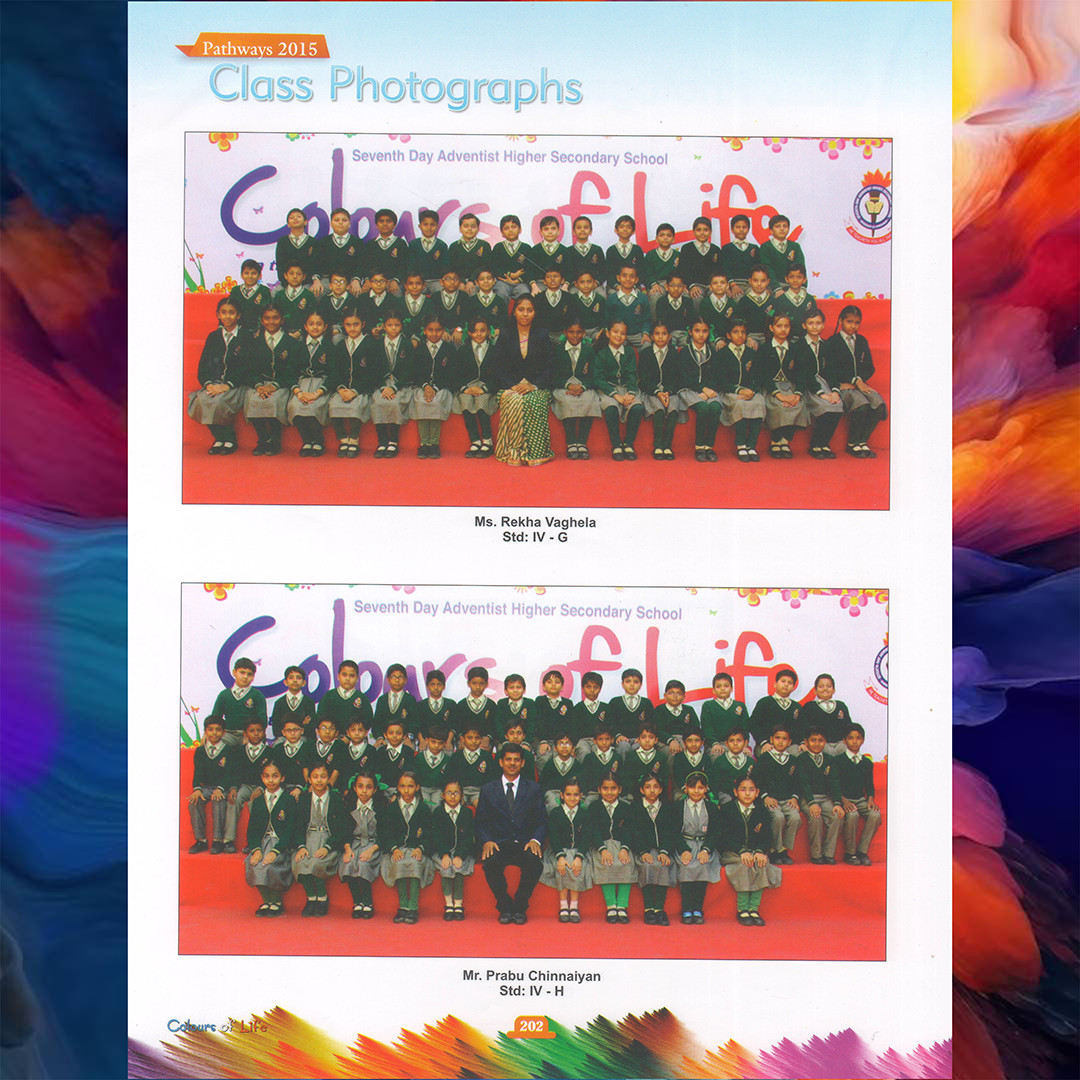 Pathways 2015
Class Photographs
Seventh Day Adventist Higher Secondary School
Colours of Life
Ms. Rekha Vaghela
Std: IV - G
Seventh Day Adventist Higher Secondary School
Colours of Life
Mr. Prabu Chinnaiyan
Std: IV - H
Colours of Life
202